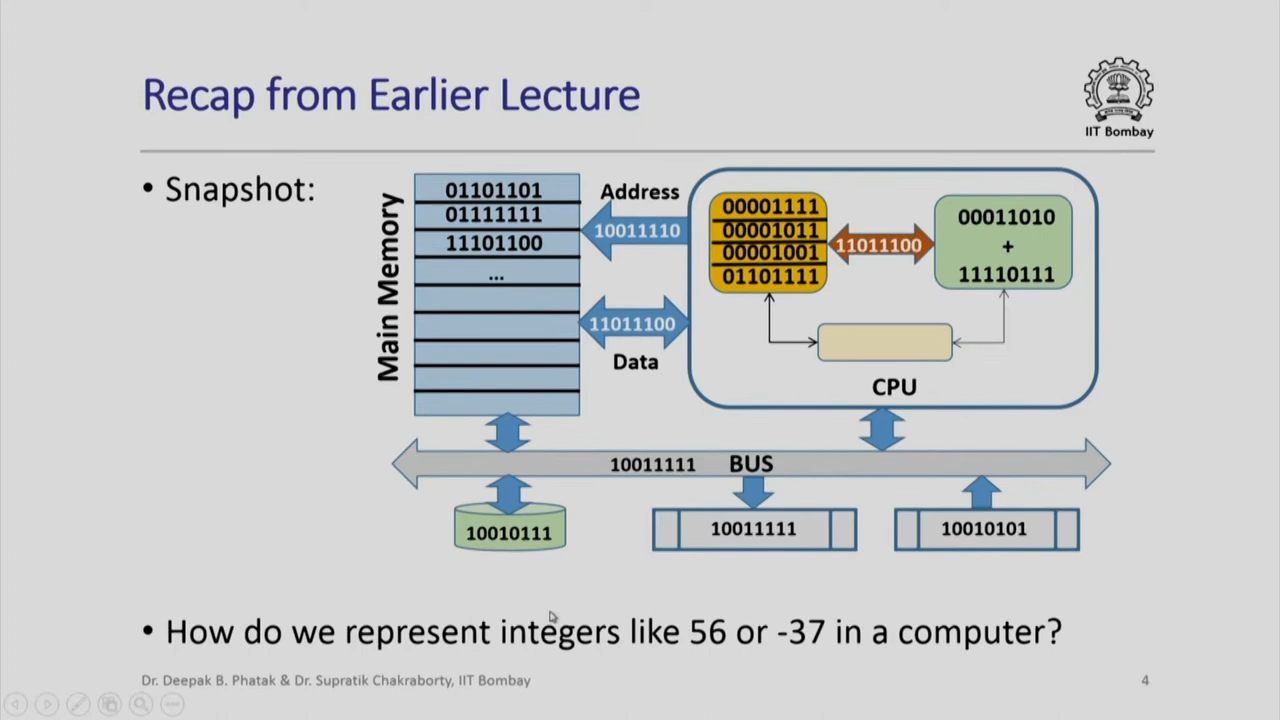 Recap from Earlier Lecture
IIT Bombay
• Snapshot:
Main Memory
01101101
01111111
11101100
...
Address
10011110
11011100
Data
00001111
00001011
00001001
01101111
11011100
00011010
+
11110111
CPU
10011111 BUS
10010111
10011111
10010101
• How do we represent integers like 56 or -37 in a computer?
Dr. Deepak B. Phatak & Dr. Supratik Chakraborty, IIT Bombay
4